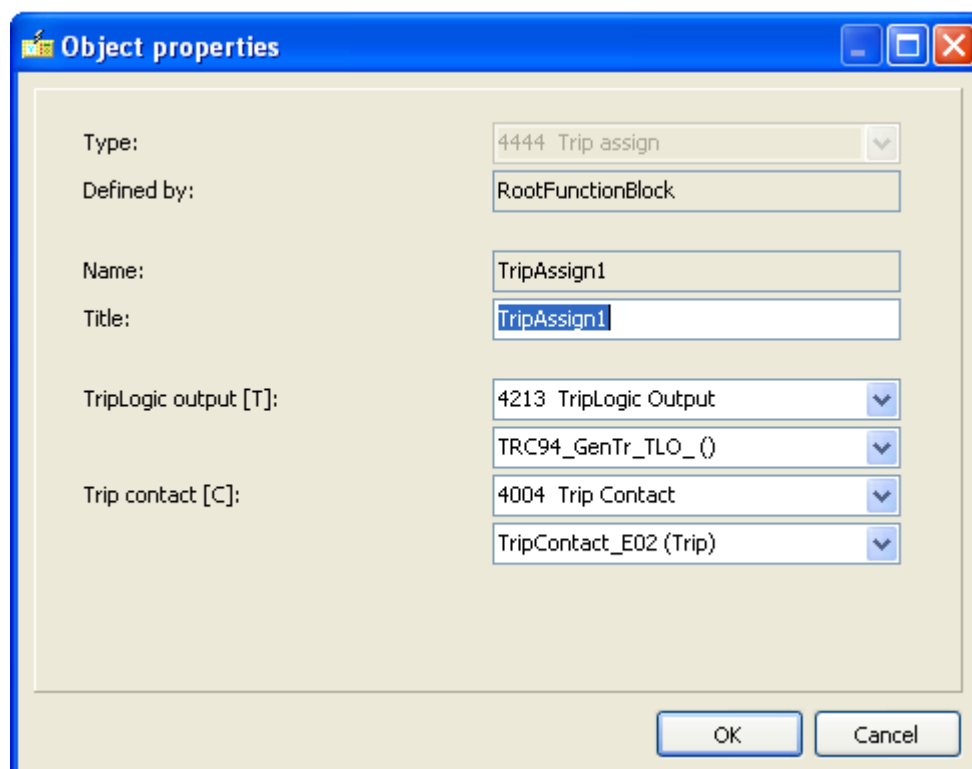 Object properties
Type: 4444 Trip assign
Defined by: RootFunctionBlock
Name: TripAssign1
Title: TripAssign1
TripLogic output [T]: 4213 TripLogic Output
TRC94_GenTr_TLO_ ()
Trip contact [C]: 4004 Trip Contact
TripContact_E02 (Trip)
OK Cancel